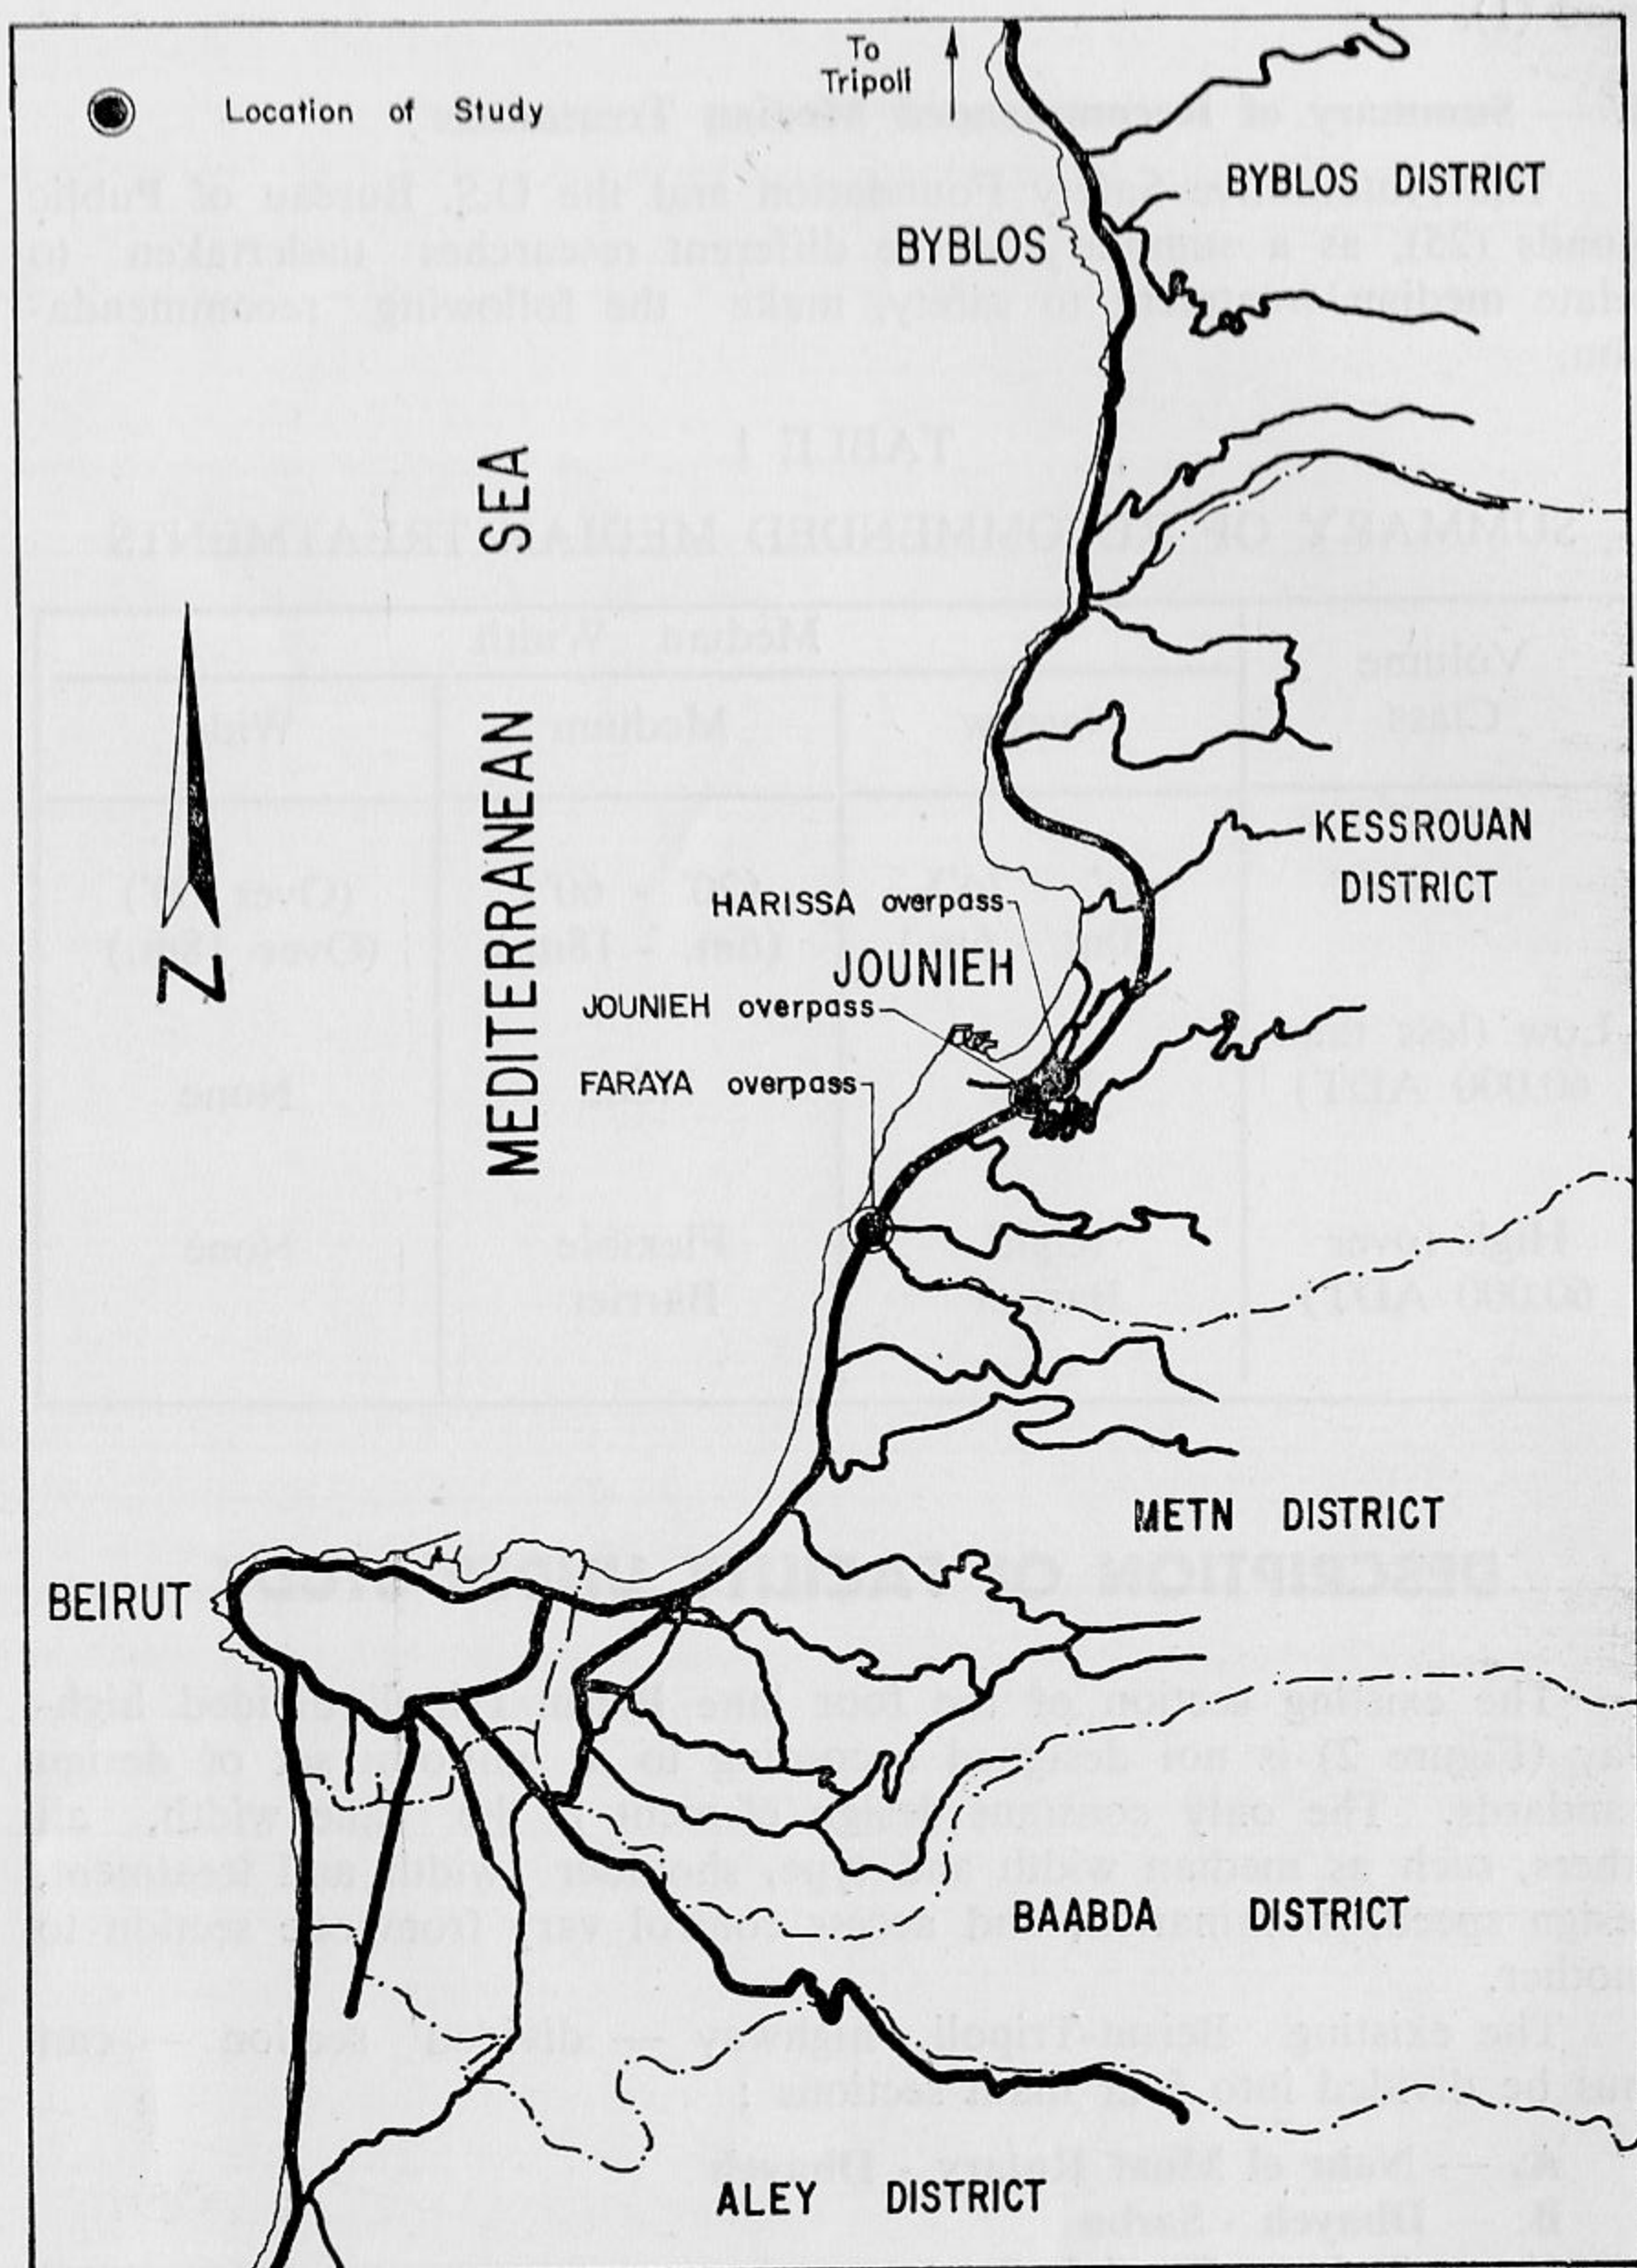 To
Tripoli
Location of Study
BYBLOS DISTRICT
BYBLOS
MEDITERRANEAN SEA
KESSROUAN
DISTRICT
HARISSA overpass
JOUNIEH
JOUNIEH overpass
FARAYA overpass
N
METN DISTRICT
BEIRUT
BAABDA DISTRICT
ALEY DISTRICT